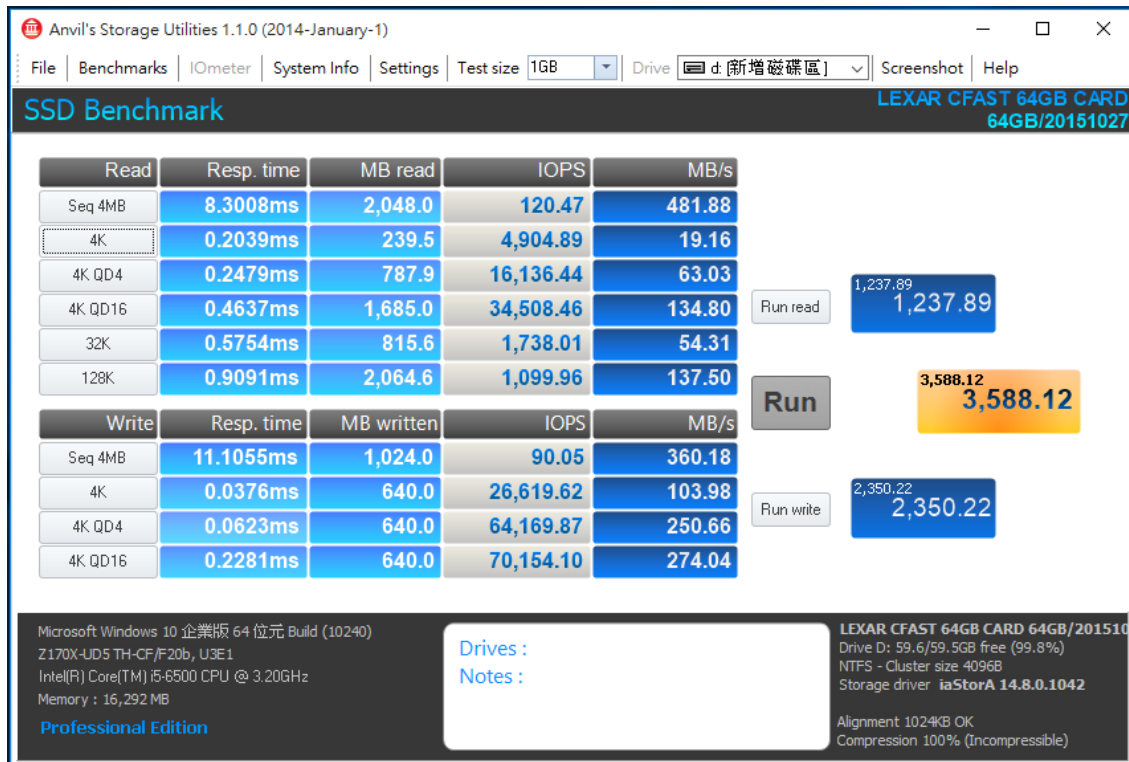 Anvil's Storage Utilities 1.1.0 (2014-January-1)
File Benchmarks IOmeter System Info Settings Test size 1GB Drive d: [新增磁碟區] Screenshot Help
SSD Benchmark
LEXAR CFAST 64GB CARD
64GB/20151027
Read Resp. time MB read IOPS MB/s
Seq 4MB 8.3008ms 2,048.0 120.47 481.88
4K 0.2039ms 239.5 4,904.89 19.16
4K QD4 0.2479ms 787.9 16,136.44 63.03
4K QD16 0.4637ms 1,685.0 34,508.46 134.80
32K 0.5754ms 815.6 1,738.01 54.31
128K 0.9091ms 2,064.6 1,099.96 137.50
Run read
1,237.89
1,237.89
Run
3,588.12
3,588.12
Write Resp. time MB written IOPS MB/s
Seq 4MB 11.1055ms 1,024.0 90.05 360.18
4K 0.0376ms 640.0 26,619.62 103.98
4K QD4 0.0623ms 640.0 64,169.87 250.66
4K QD16 0.2281ms 640.0 70,154.10 274.04
Run write
2,350.22
2,350.22
Microsoft Windows 10 企業版 64 位元 Build (10240)
Z170X-UD5 TH-CF/F20b, U3E1
Intel(R) Core(TM) i5-6500 CPU @ 3.20GHz
Memory : 16,292 MB
Professional Edition
Drives :
Notes :
LEXAR CFAST 64GB CARD 64GB/201510
Drive D: 59.6/59.5GB free (99.8%)
NTFS - Cluster size 4096B
Storage driver iaStorA 14.8.0.1042
Alignment 1024KB OK
Compression 100% (Incompressible)